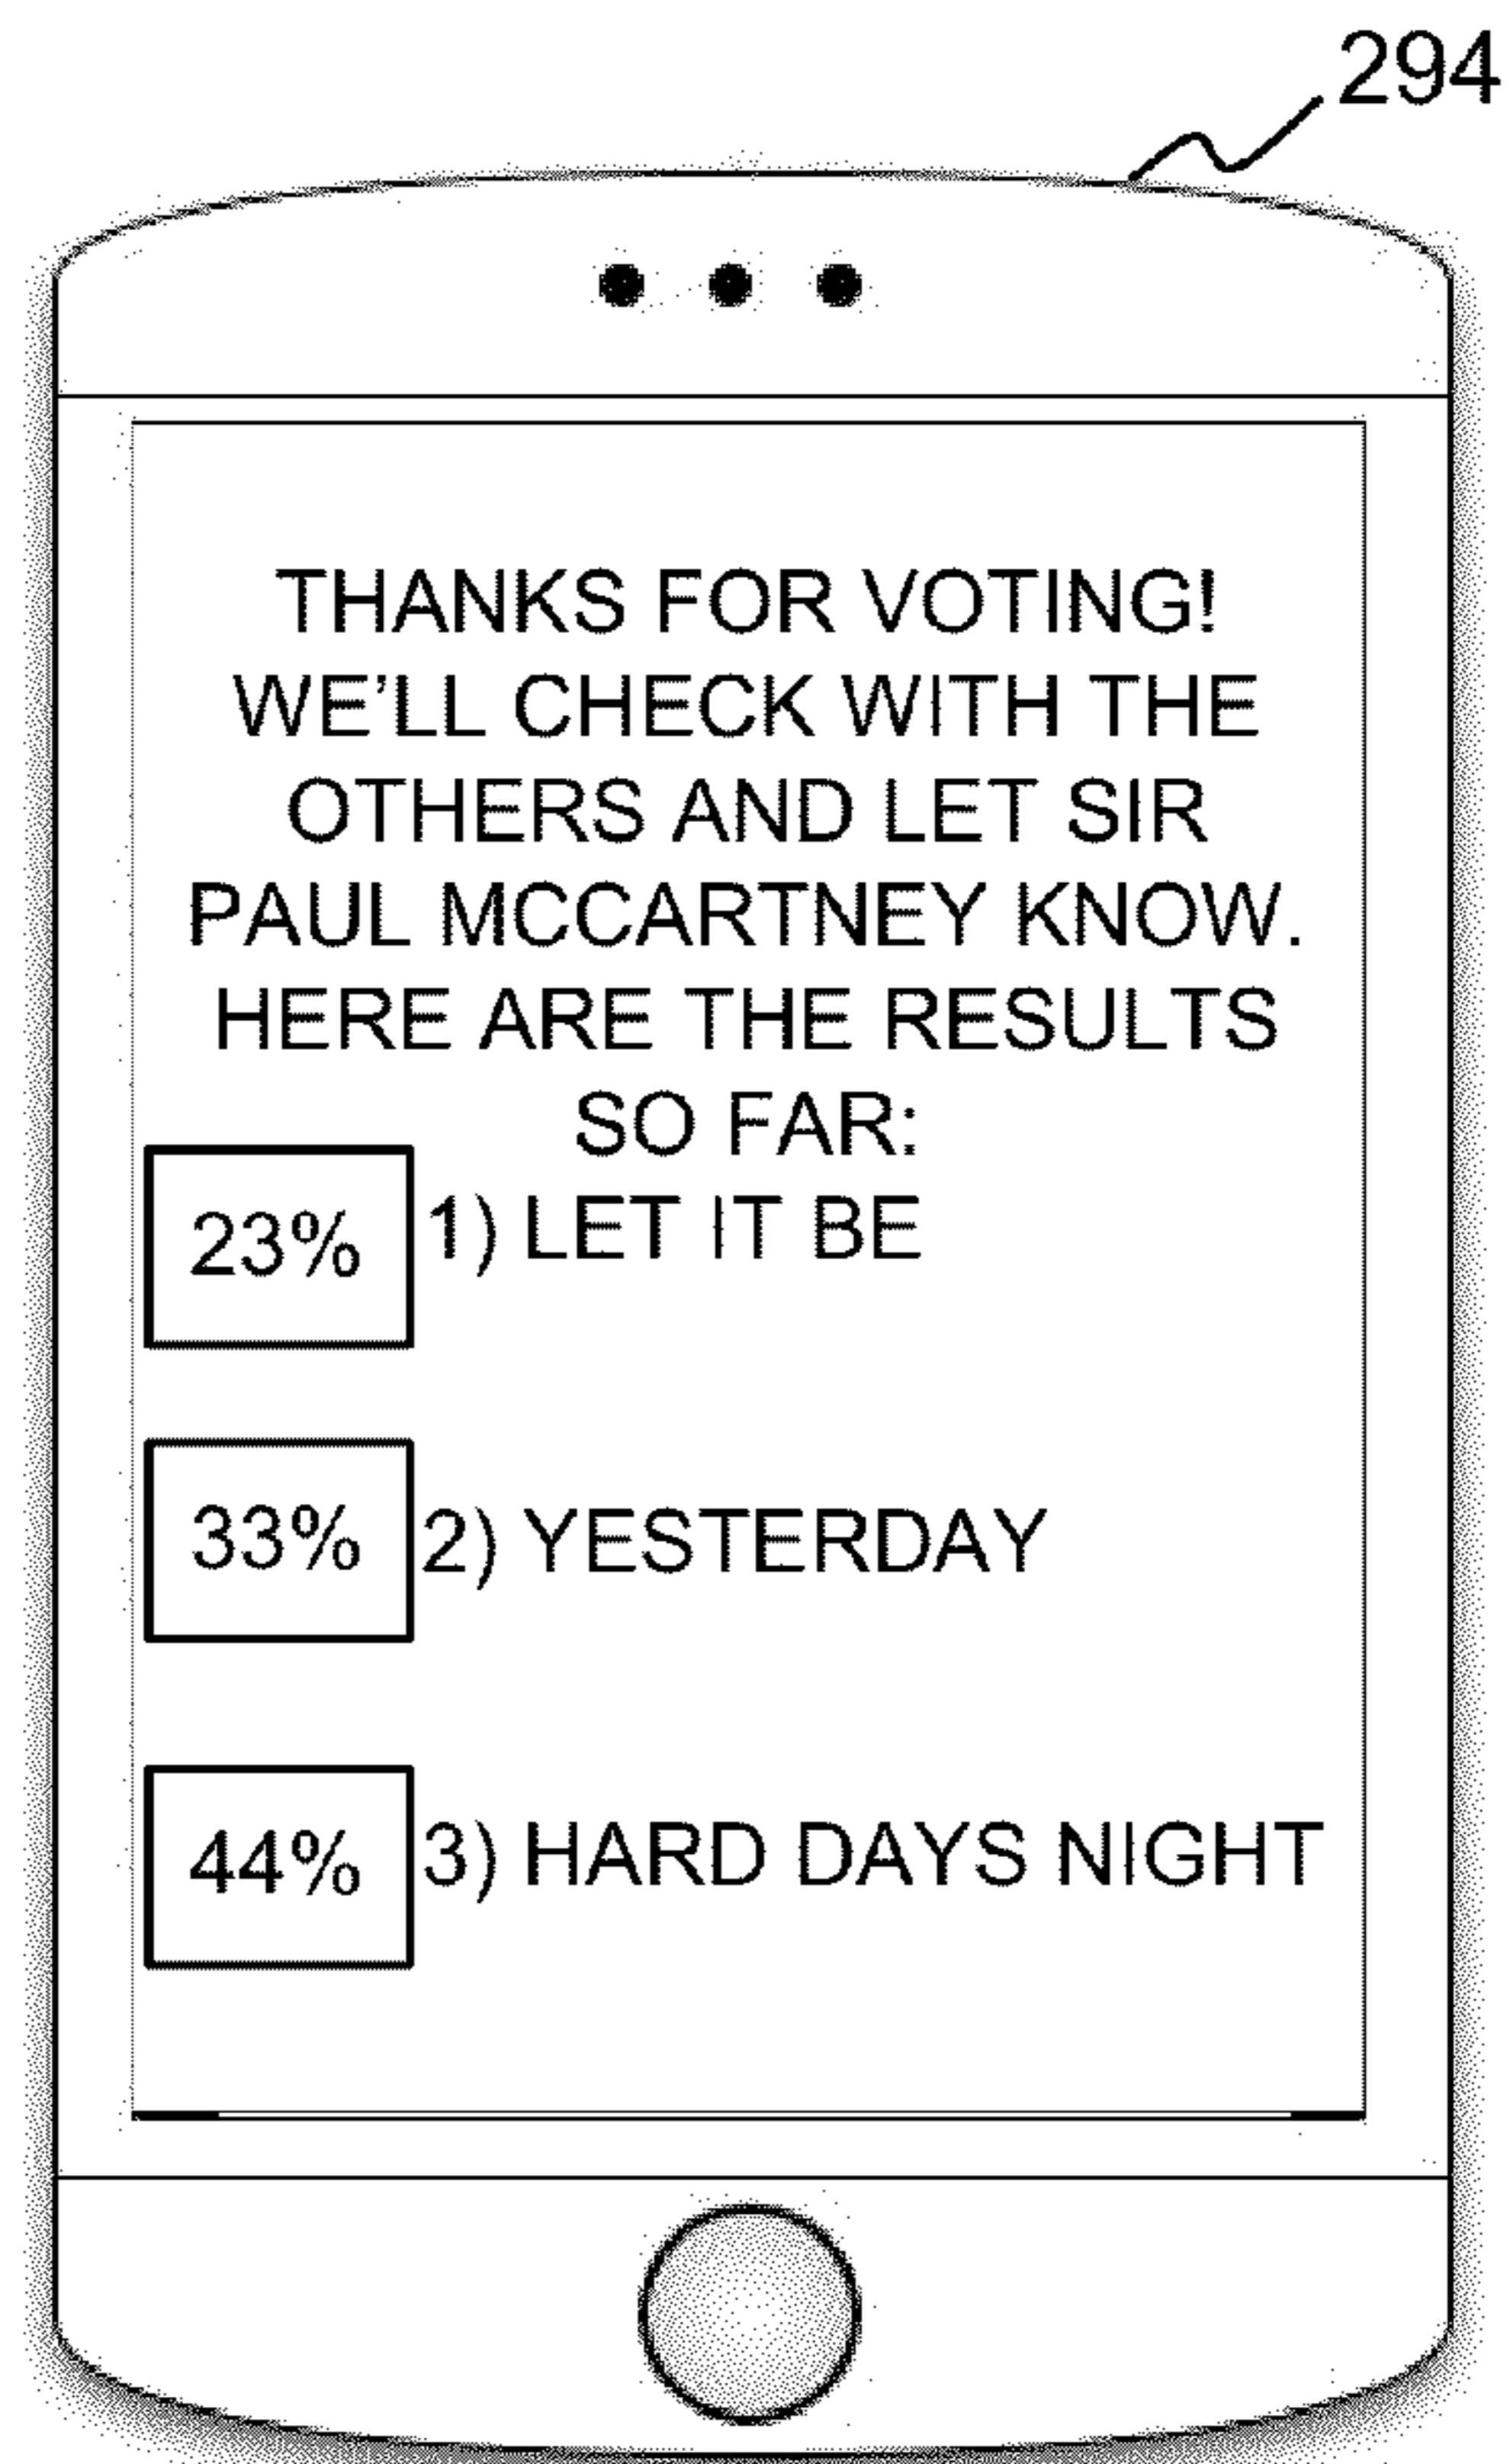 294
THANKS FOR VOTING!
WE'LL CHECK WITH THE
OTHERS AND LET SIR
PAUL MCCARTNEY KNOW.
HERE ARE THE RESULTS
SO FAR:
23% 1) LET IT BE
33% 2) YESTERDAY
44% 3) HARD DAYS NIGHT